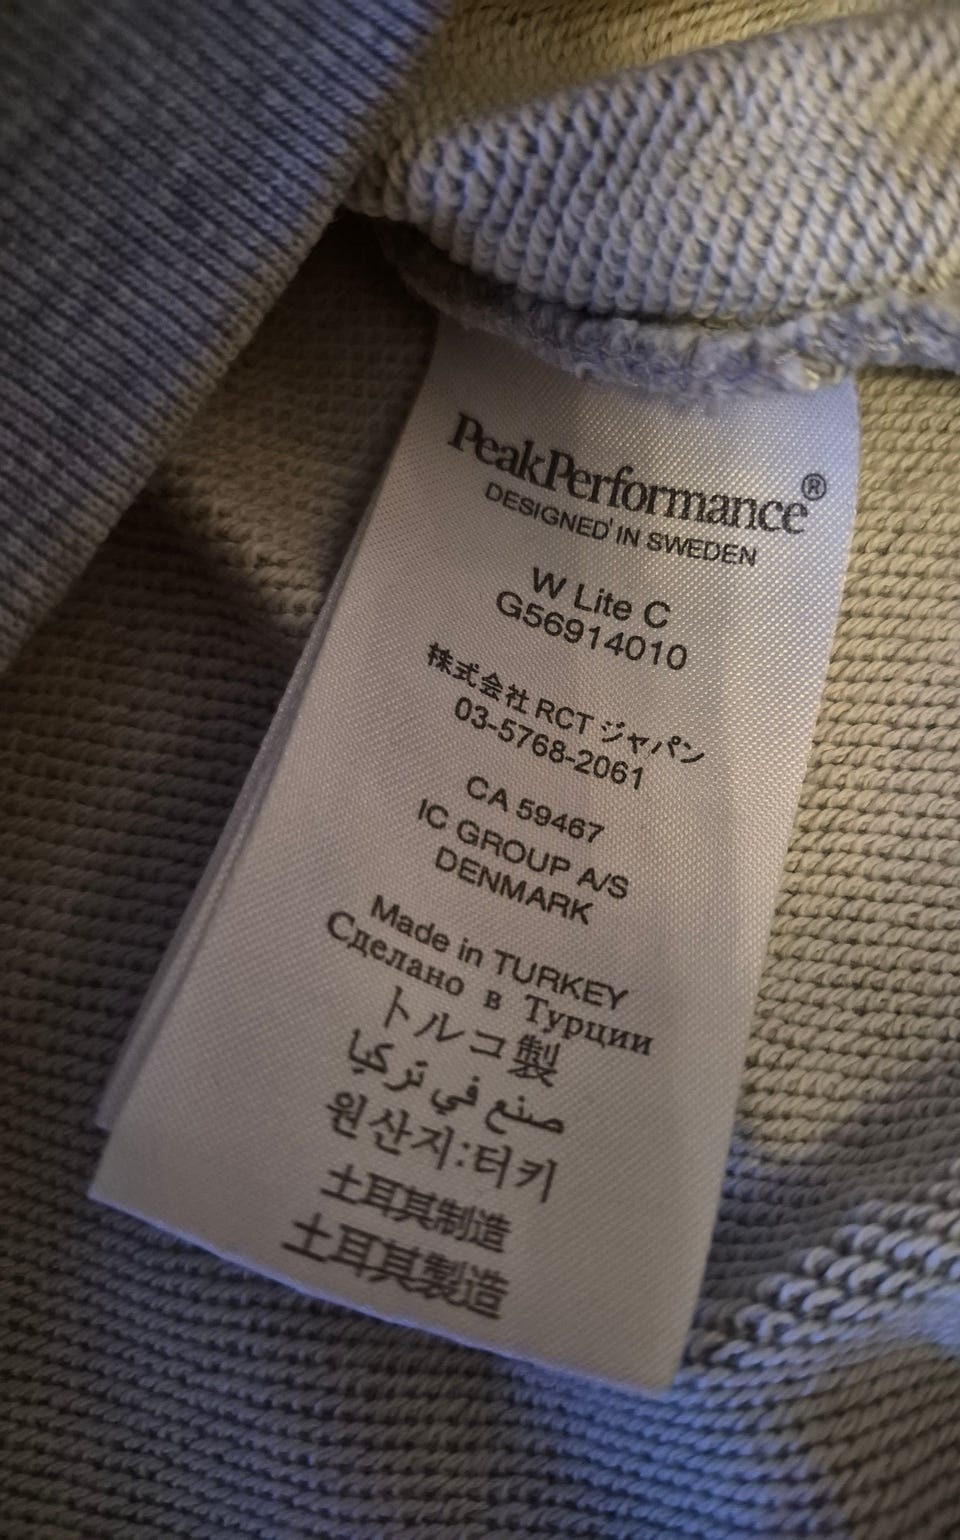 PeakPerformance®
DESIGNED IN SWEDEN
W Lite C
G56914010
株式会社 RCT ジャパン
03-5768-2061
CA 59467
IC GROUP A/S
DENMARK
Made in TURKEY
Сделано в Турции
トルコ製
صنع في تركيا
원산지:터키
土耳其制造
土耳其製造